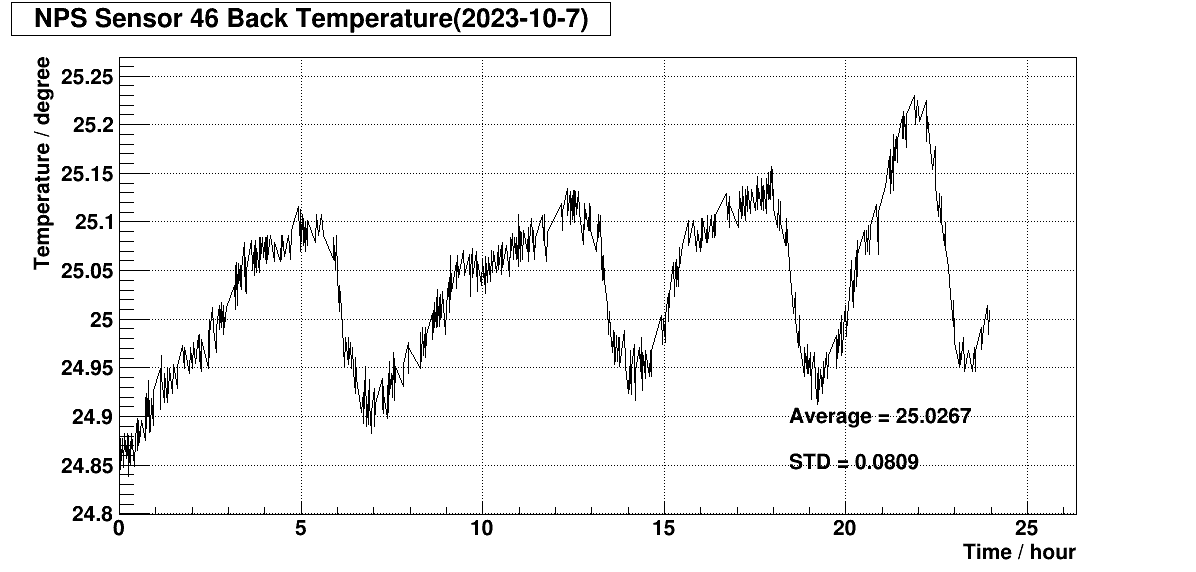 NPS Sensor 46 Back Temperature(2023-10-7)
Temperature / degree
25.25
25.2
25.15
25.1
25.05
25
24.95
24.9
24.85
24.8
Average = 25.0267
STD = 0.0809
0 5 10 15 20 25
Time / hour